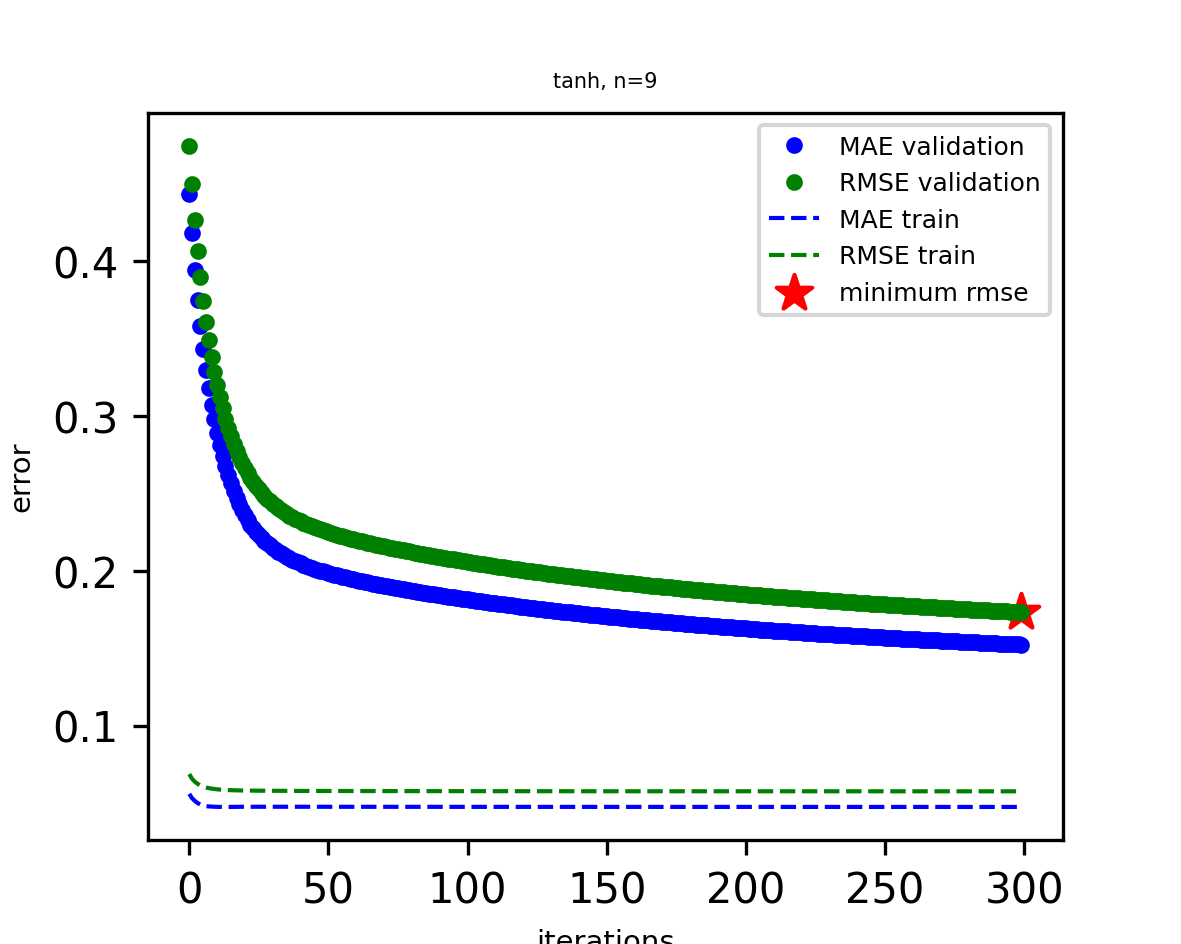 tanh, n=9
MAE validation
RMSE validation
MAE train
RMSE train
minimum rmse
error
0.4
0.3
0.2
0.1
0 50 100 150 200 250 300
iterations